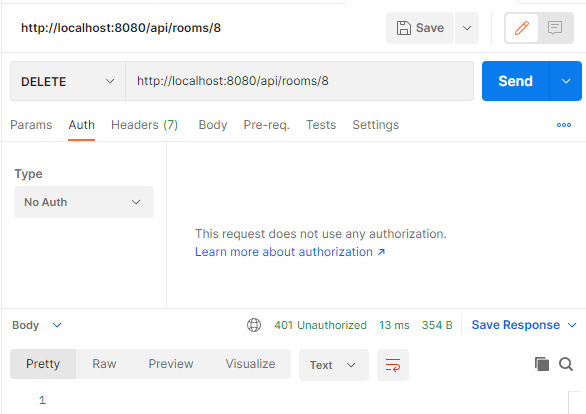 http://localhost:8080/api/rooms/8 Save
DELETE http://localhost:8080/api/rooms/8 Send
Params Auth Headers (7) Body Pre-req. Tests Settings
Type
No Auth
This request does not use any authorization.
Learn more about authorization ↗
Body 401 Unauthorized 13 ms 354 B Save Response
Pretty Raw Preview Visualize Text
1